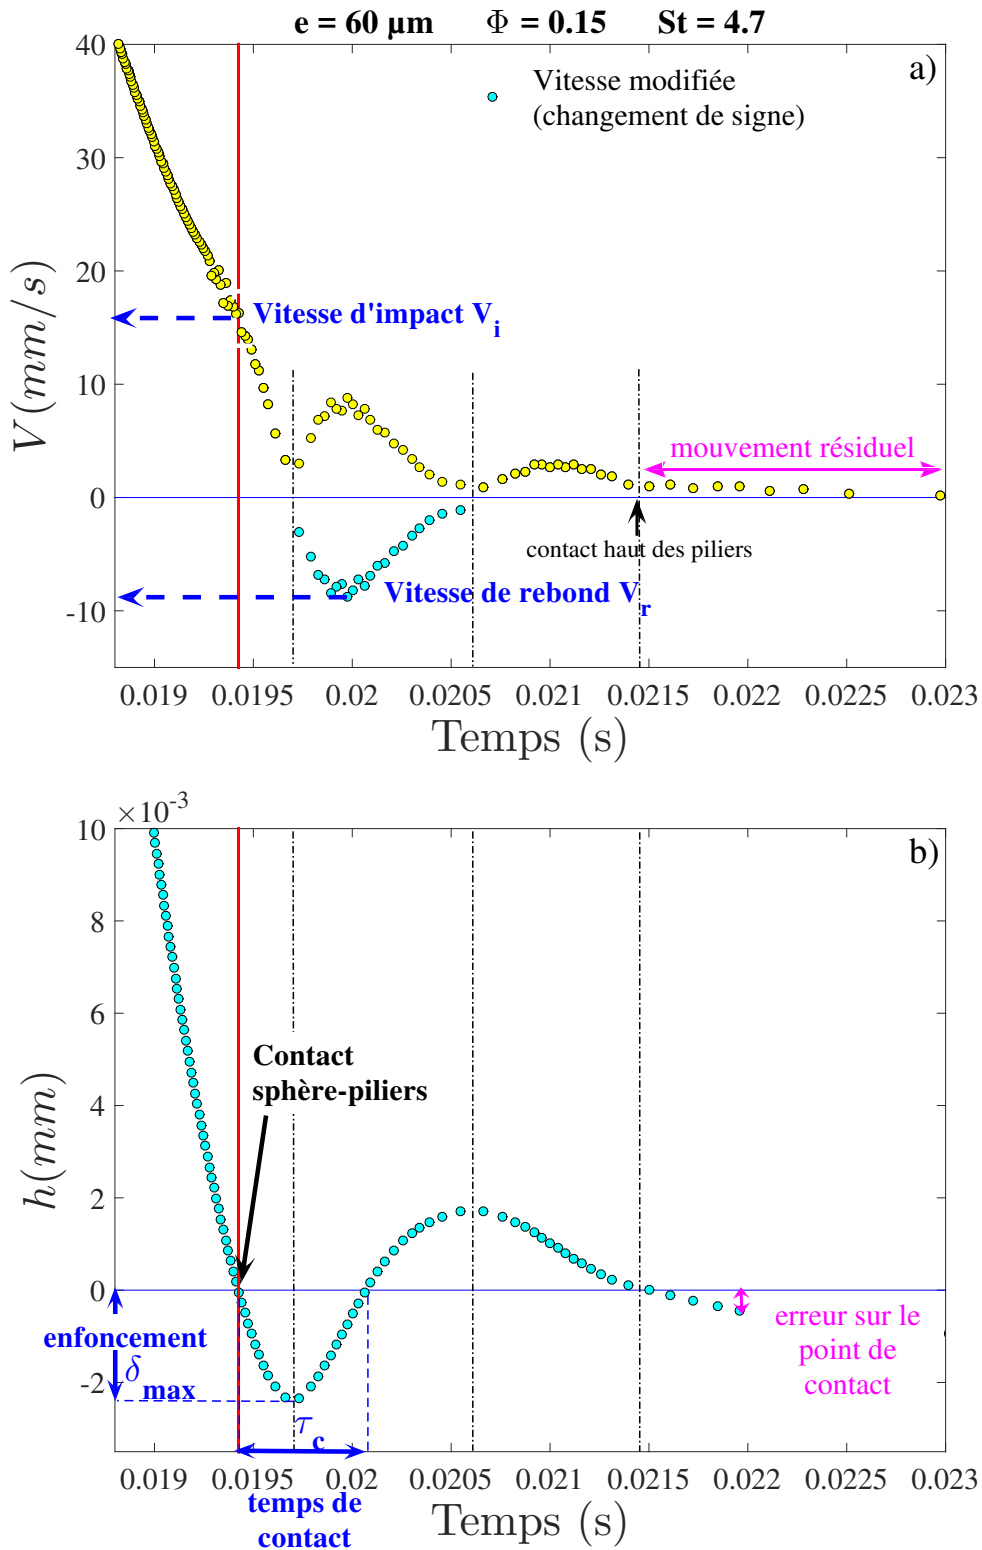 e = 60 µm Φ = 0.15 St = 4.7
a)
Vitesse modifiée
(changement de signe)
40
30
20
10
0
-10
V(mm/s)
Vitesse d'impact Vi
mouvement résiduel
contact haut des piliers
Vitesse de rebond Vr
0.019 0.0195 0.02 0.0205 0.021 0.0215 0.022 0.0225 0.023
Temps (s)
×10-3
b)
10
8
6
4
2
0
-2
h(mm)
Contact
sphère-piliers
enfoncement
δmax
τc
erreur sur le
point de
contact
0.019 0.0195 0.02 0.0205 0.021 0.0215 0.022 0.0225 0.023
temps de
contact
Temps (s)